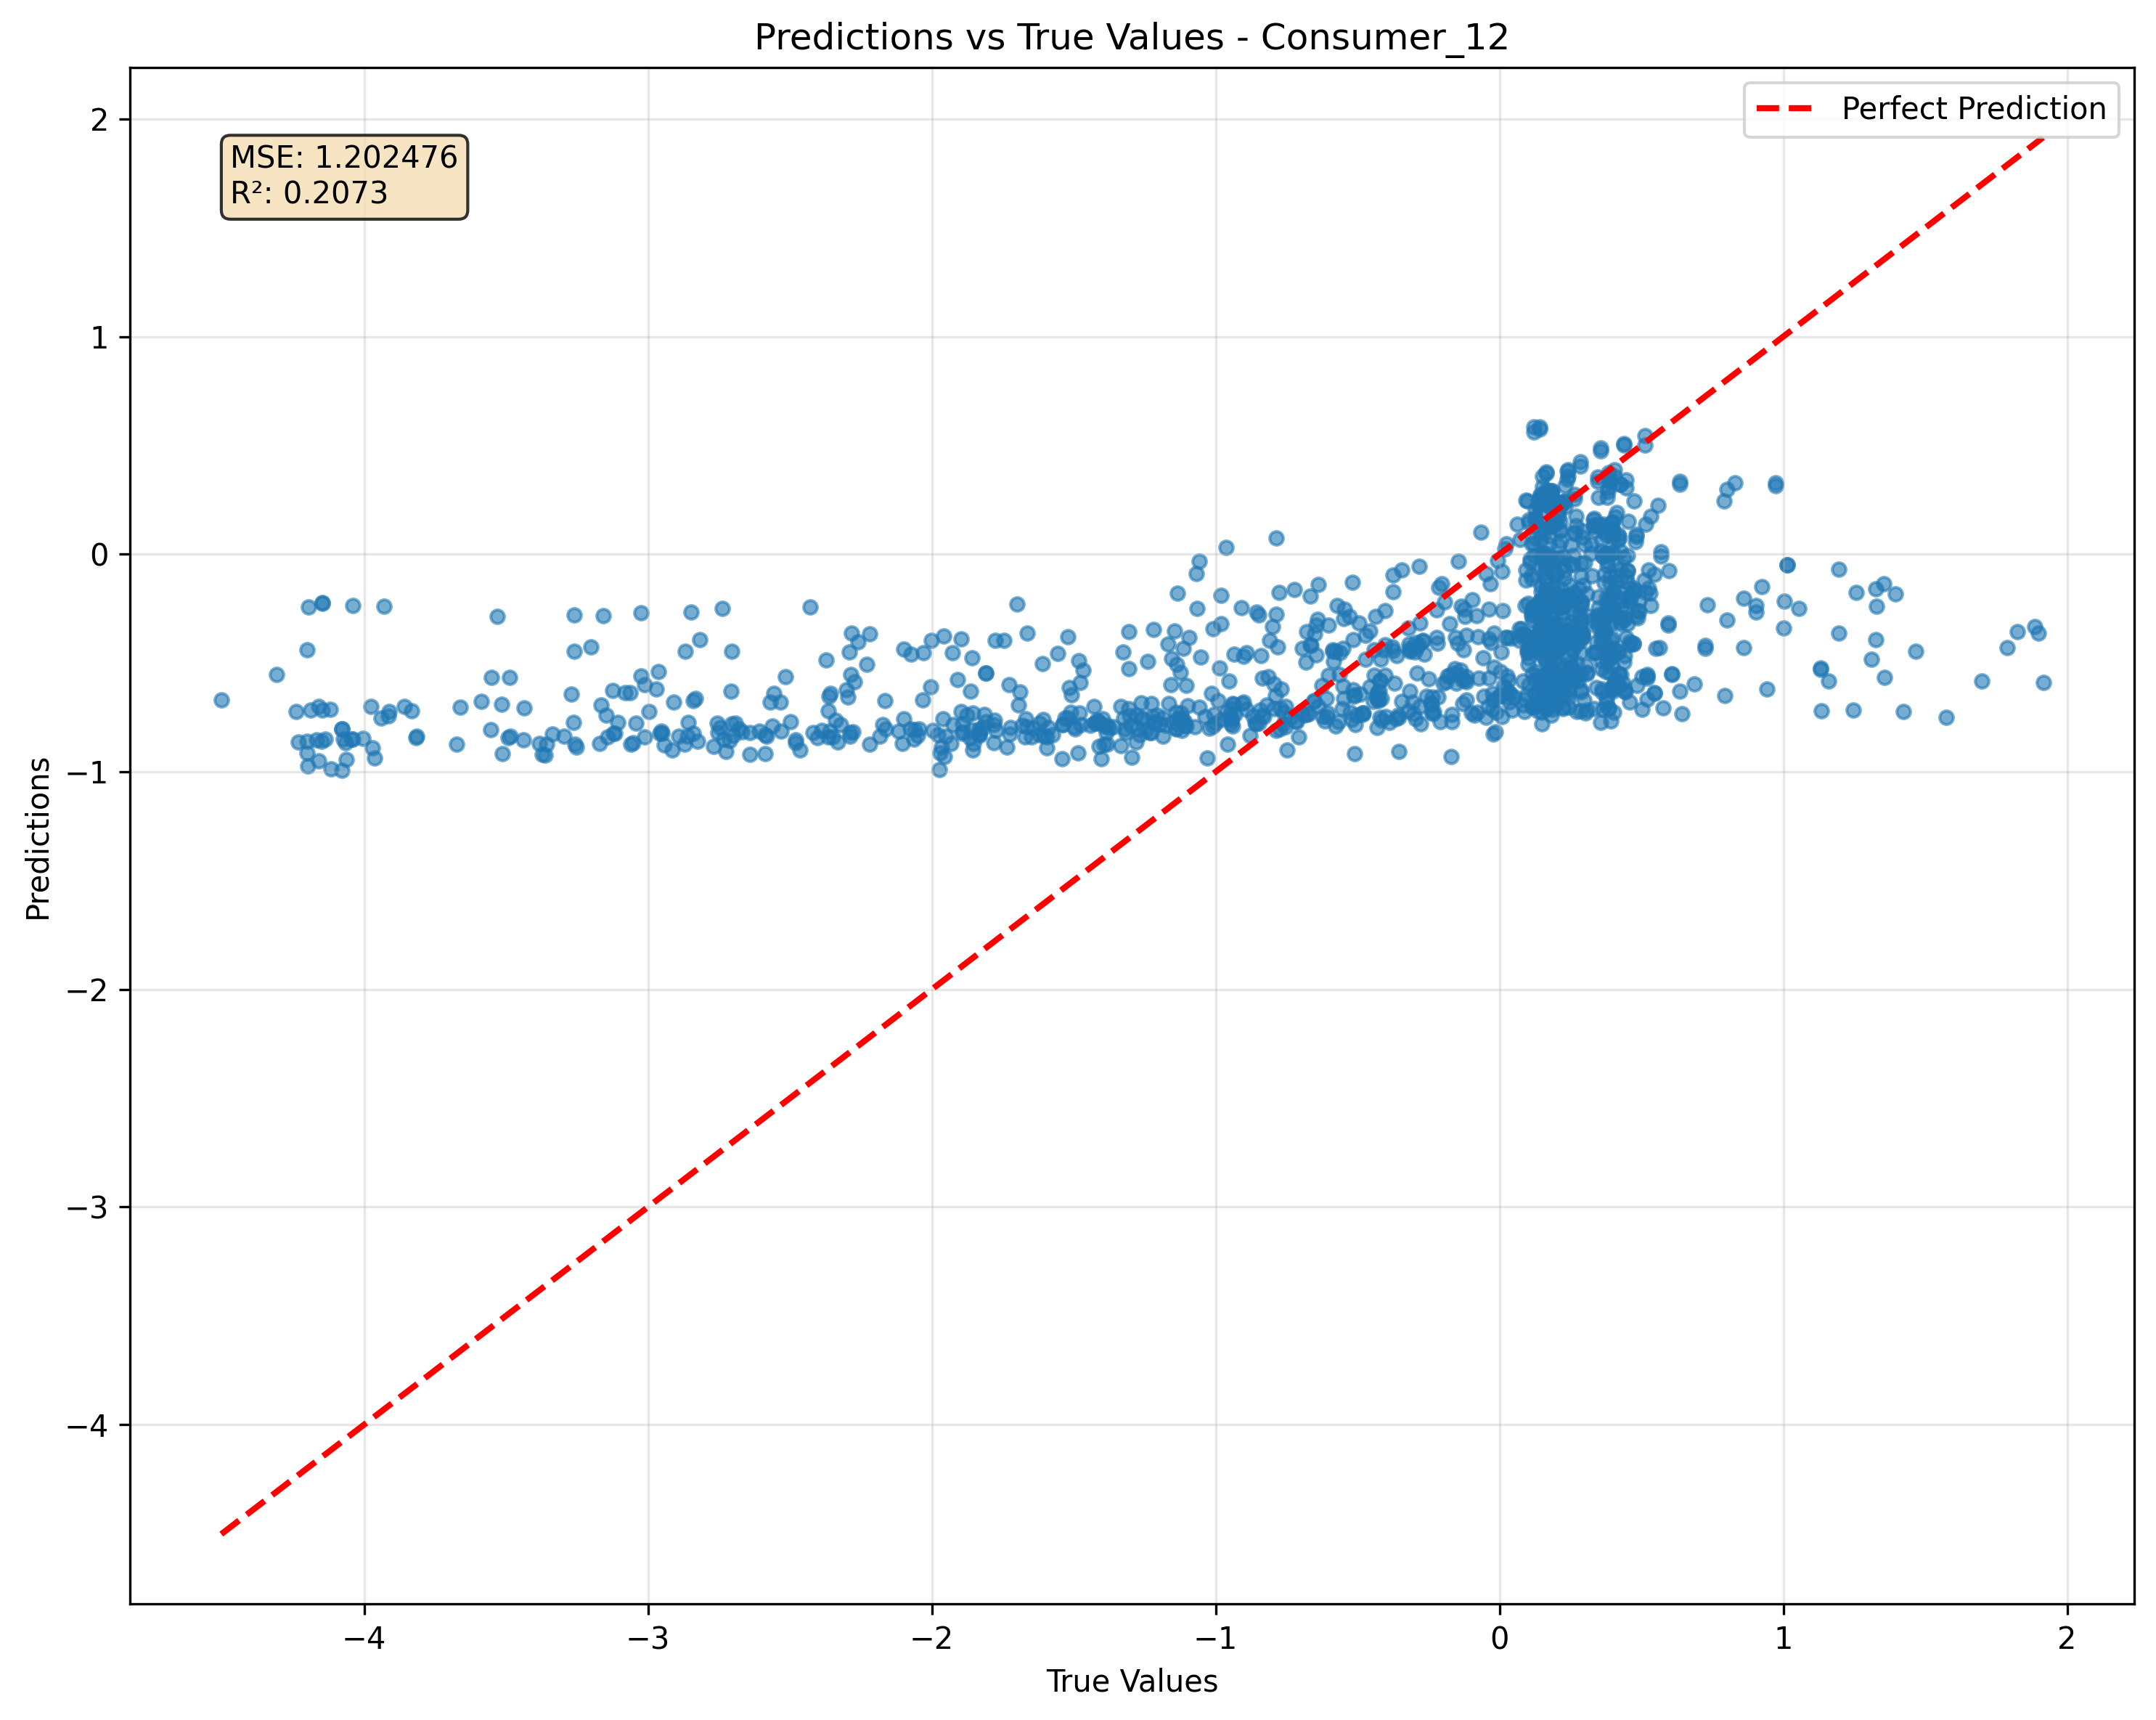 Predictions vs True Values - Consumer_12
Perfect Prediction
MSE: 1.202476
R²: 0.2073
Predictions
2
1
0
−1
−2
−3
−4
−4
−3
−2
−1
0
1
2
True Values